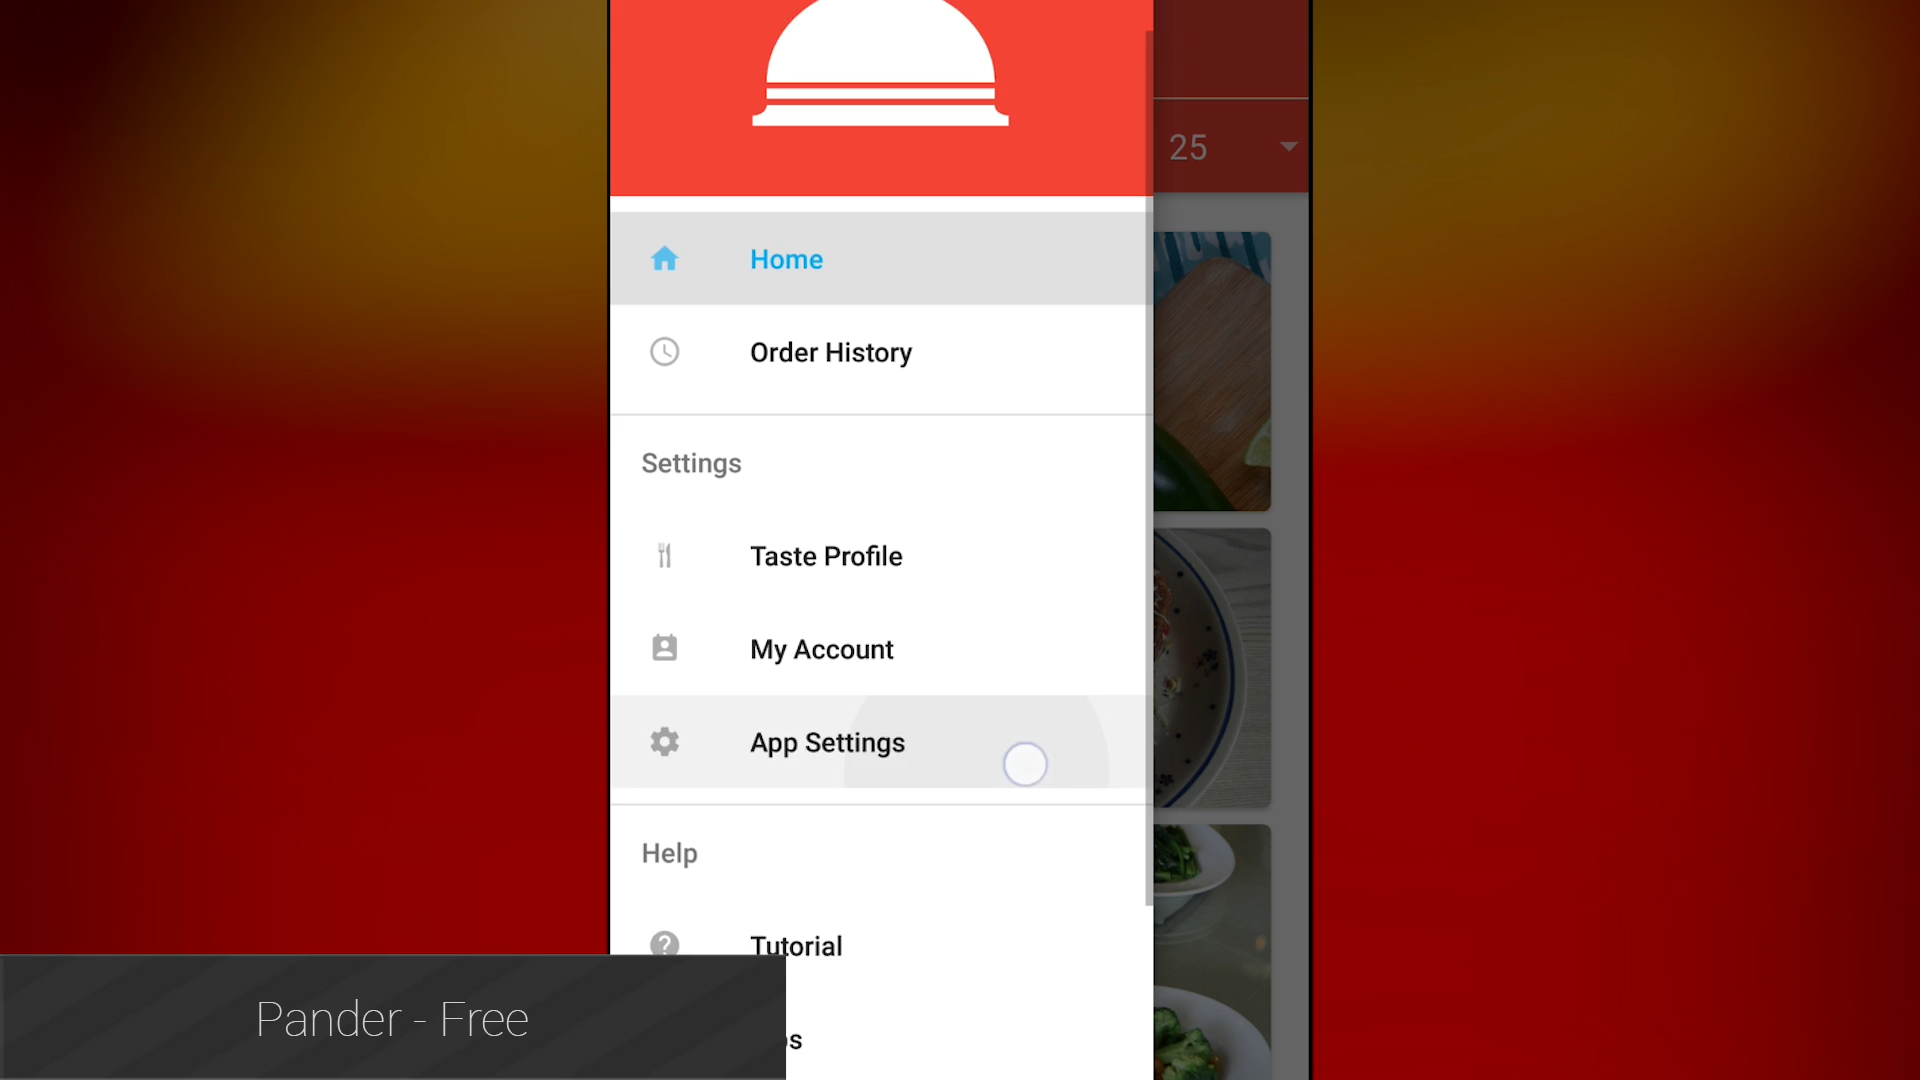 25
Home
Order History
Settings
Taste Profile
My Account
App Settings
Help
Tutorial
Pander - Free